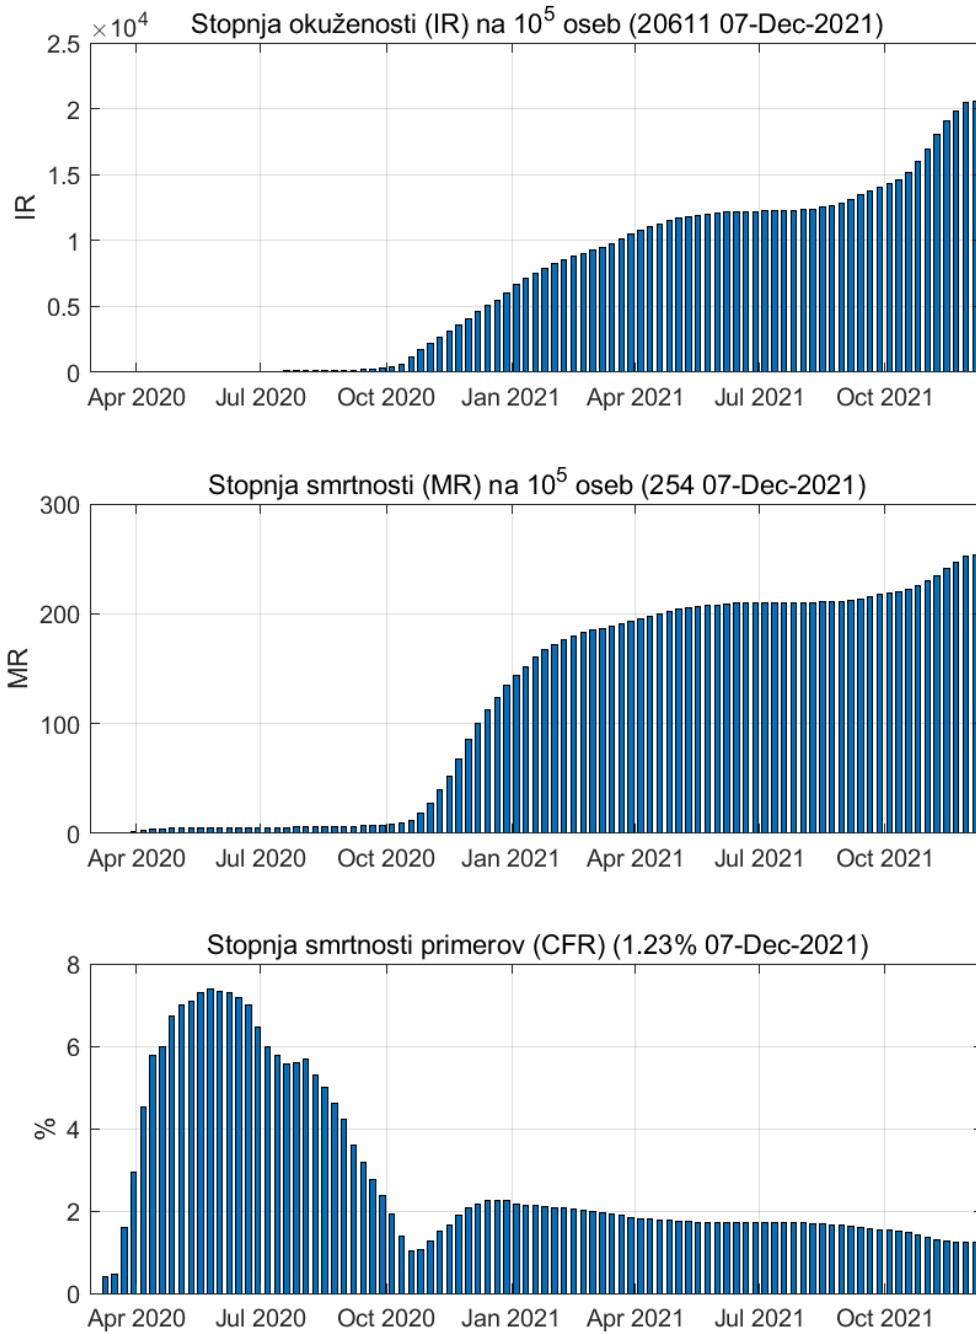 Stopnja okuženosti (IR) na 10^5 oseb (20611 07-Dec-2021)
×10^4
2.5
2
1.5
1
0.5
0
IR
Apr 2020 Jul 2020 Oct 2020 Jan 2021 Apr 2021 Jul 2021 Oct 2021
Stopnja smrtnosti (MR) na 10^5 oseb (254 07-Dec-2021)
300
200
100
0
MR
Apr 2020 Jul 2020 Oct 2020 Jan 2021 Apr 2021 Jul 2021 Oct 2021
Stopnja smrtnosti primerov (CFR) (1.23% 07-Dec-2021)
8
6
4
2
0
%
Apr 2020 Jul 2020 Oct 2020 Jan 2021 Apr 2021 Jul 2021 Oct 2021